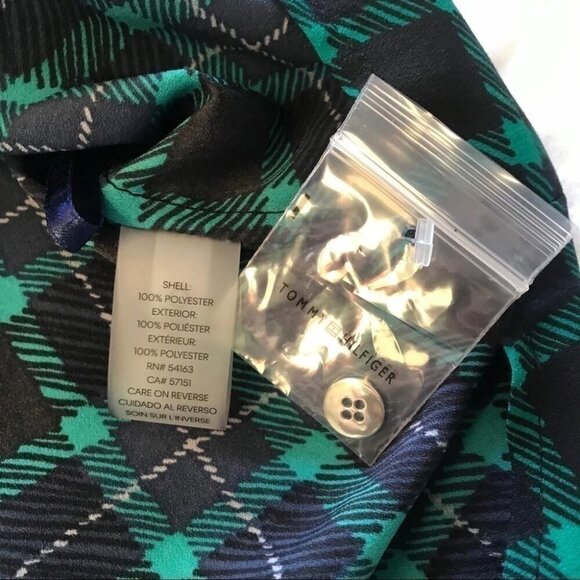 SHELL:
100% POLYESTER
EXTERIOR:
100% POLIÉSTER
EXTÉRIEUR:
100% POLYESTER
RN# 54163
CA# 57151
CARE ON REVERSE
CUIDADO AL REVERSO
SOIN SUR L'INVERSE
TOMMY HILFIGER